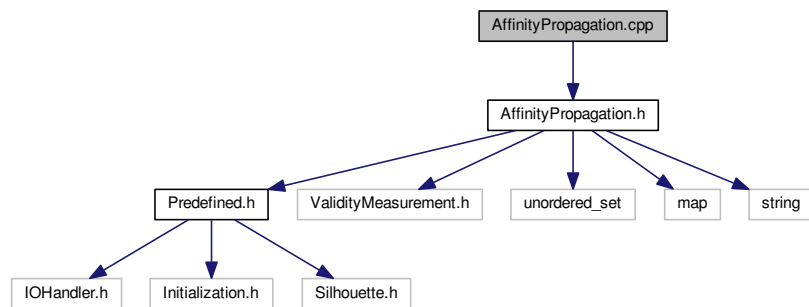 AffinityPropagation.cpp
AffinityPropagation.h
Predefined.h
ValidityMeasurement.h
unordered_set
map
string
IOHandler.h
Initialization.h
Silhouette.h